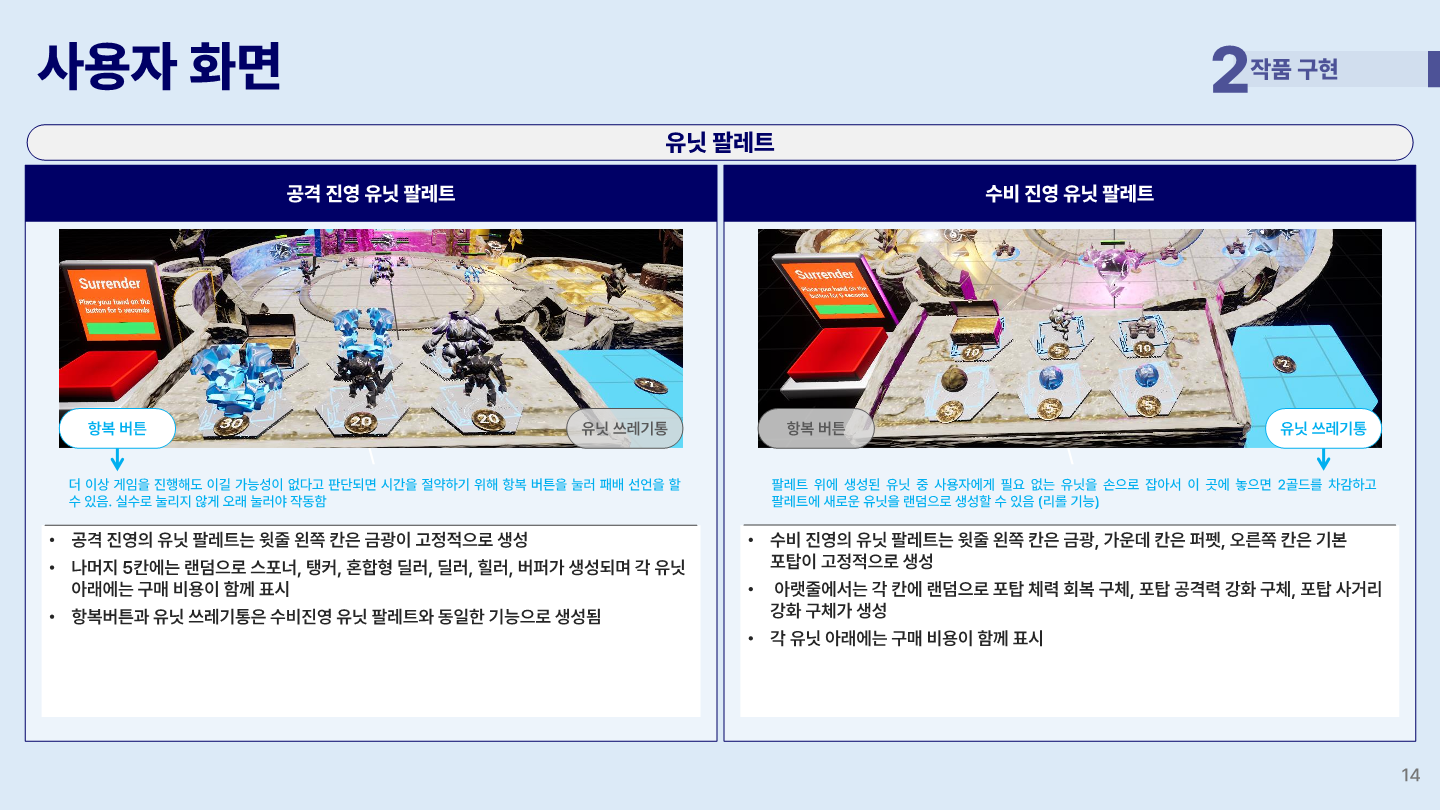 사용자 화면
2 작품 구현
유닛 팔레트
공격 진영 유닛 팔레트
Surrender
Place your hand on the
button for 5 seconds
30
20
20
항복 버튼
유닛 쓰레기통
더 이상 게임을 진행해도 이길 가능성이 없다고 판단되면 시간을 절약하기 위해 항복 버튼을 눌러 패배 선언을 할
수 있음. 실수로 눌리지 않게 오래 눌러야 작동함
• 공격 진영의 유닛 팔레트는 윗줄 왼쪽 칸은 금광이 고정적으로 생성
• 나머지 5칸에는 랜덤으로 스포너, 탱커, 혼합형 딜러, 딜러, 힐러, 버퍼가 생성되며 각 유닛
아래에는 구매 비용이 함께 표시
• 항복버튼과 유닛 쓰레기통은 수비진영 유닛 팔레트와 동일한 기능으로 생성됨
수비 진영 유닛 팔레트
Surrender
Place your hand on the
button for 5 seconds
10
5
10
5
5
5
항복 버튼
유닛 쓰레기통
팔레트 위에 생성된 유닛 중 사용자에게 필요 없는 유닛을 손으로 잡아서 이 곳에 놓으면 2골드를 차감하고
팔레트에 새로운 유닛을 랜덤으로 생성할 수 있음 (리롤 기능)
• 수비 진영의 유닛 팔레트는 윗줄 왼쪽 칸은 금광, 가운데 칸은 퍼펫, 오른쪽 칸은 기본
포탑이 고정적으로 생성
• 아랫줄에서는 각 칸에 랜덤으로 포탑 체력 회복 구체, 포탑 공격력 강화 구체, 포탑 사거리
강화 구체가 생성
• 각 유닛 아래에는 구매 비용이 함께 표시
14